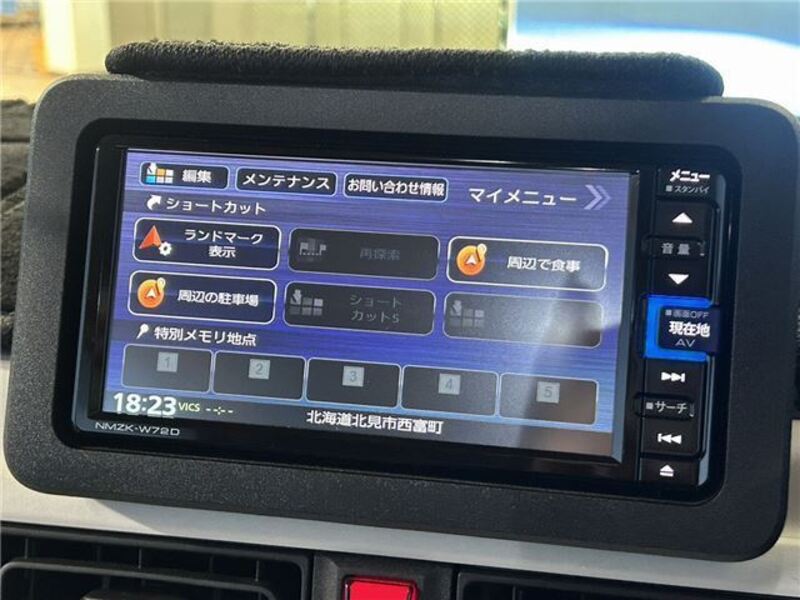 編集
メンテナンス
お問い合わせ情報
マイメニュー
ショートカット
ランドマーク
表示
再探索
周辺で食事
周辺の駐車場
ショート
カット5
特別メモリ地点
1
2
3
4
5
18:23
VICS --:--
北海道北見市西富町
NMZK-W72D
メニュー
スタンバイ
音量
画面OFF
現在地
AV
サーチ